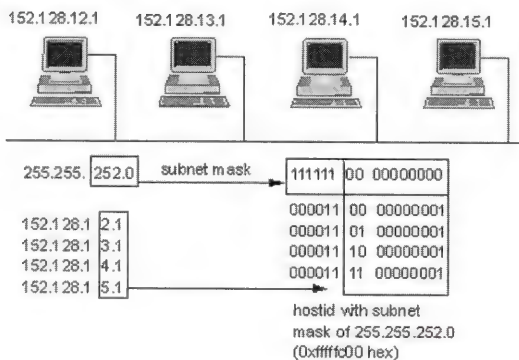 152.128.12.1 152.128.13.1 152.128.14.1 152.128.15.1
255.255. 252.0 subnet mask 111111 00 00000000
152.128.1 2.1 000011 00 00000001
152.128.1 3.1 000011 01 00000001
152.128.1 4.1 000011 10 00000001
152.128.1 5.1 000011 11 00000001
hostid with subnet
mask of 255.255.252.0
(0xfffffc00 hex)